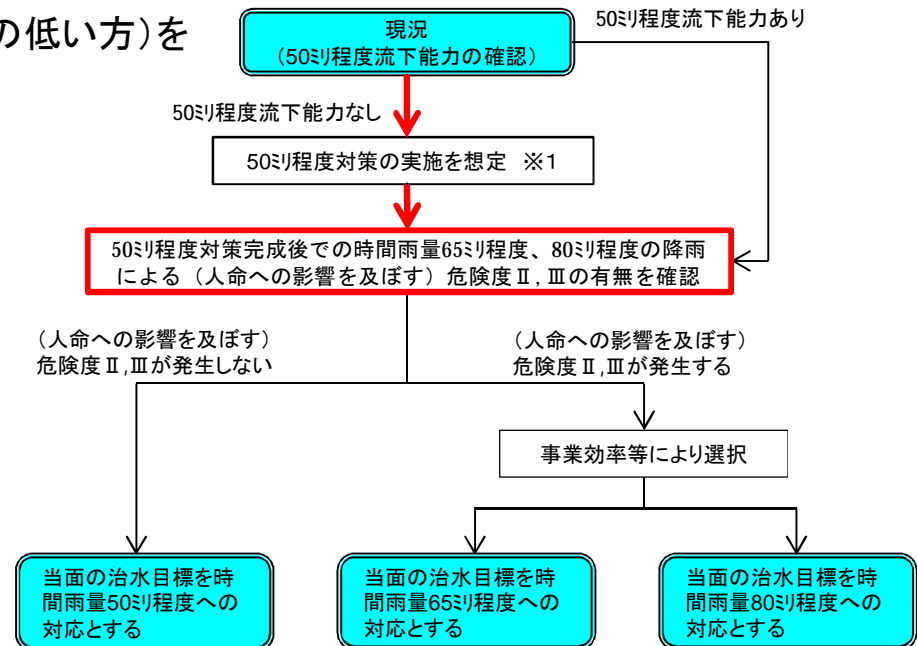 の低い方)を
50ミリ程度流下能力あり
現況
(50ミリ程度流下能力の確認)
50ミリ程度流下能力なし
50ミリ程度対策の実施を想定 ※1
50ミリ程度対策完成後での時間雨量65ミリ程度、80ミリ程度の降雨
による (人命への影響を及ぼす) 危険度Ⅱ,Ⅲの有無を確認
(人命への影響を及ぼす)
危険度Ⅱ,Ⅲが発生しない
(人命への影響を及ぼす)
危険度Ⅱ,Ⅲが発生する
事業効率等により選択
当面の治水目標を時
間雨量50ミリ程度への
対応とする
当面の治水目標を時
間雨量65ミリ程度への
対応とする
当面の治水目標を時
間雨量80ミリ程度への
対応とする